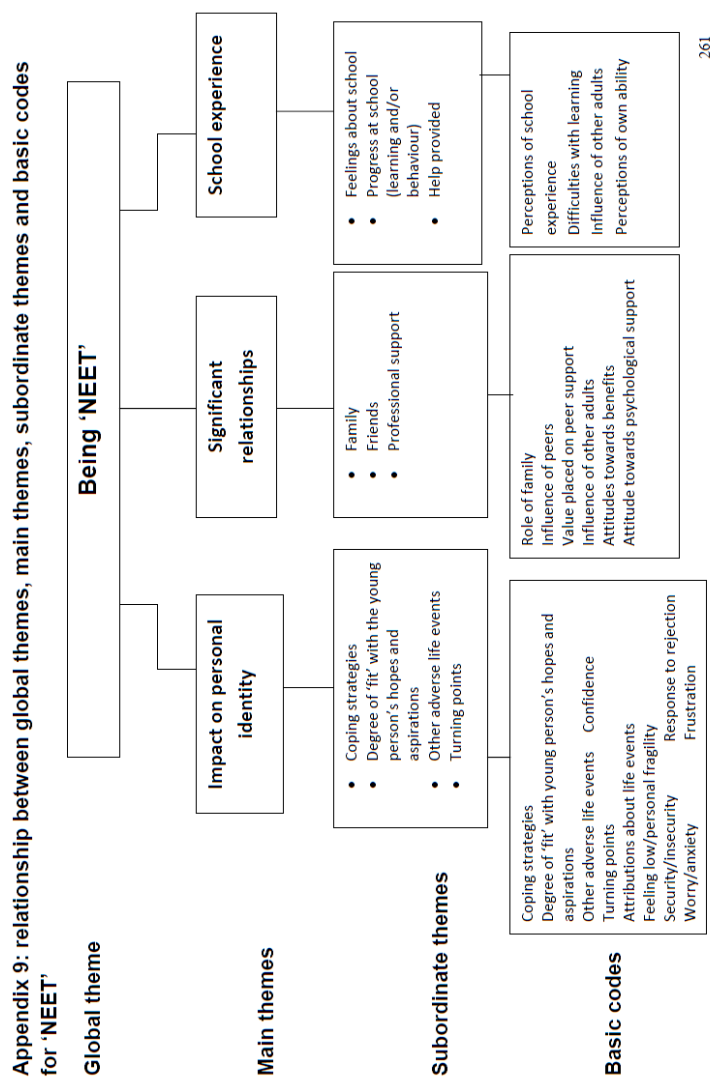 Appendix 9: relationship between global themes, main themes, subordinate themes and basic codes
for ‘NEET’
Global theme
Being ‘NEET’
Main themes
Impact on personal
identity
Significant
relationships
School experience
Subordinate themes
• Coping strategies
• Degree of ‘fit’ with the young
person’s hopes and
aspirations
• Other adverse life events
• Turning points
• Family
• Friends
• Professional support
• Feelings about school
• Progress at school
(learning and/or
behaviour)
• Help provided
Basic codes
Coping strategies
Degree of ‘fit’ with young person’s hopes and
aspirations
Other adverse life events Confidence
Turning points
Attributions about life events
Feeling low/personal fragility
Security/insecurity Response to rejection
Worry/anxiety Frustration
Role of family
Influence of peers
Value placed on peer support
Influence of other adults
Attitudes towards benefits
Attitude towards psychological support
Perceptions of school
experience
Difficulties with learning
Influence of other adults
Perceptions of own ability
261